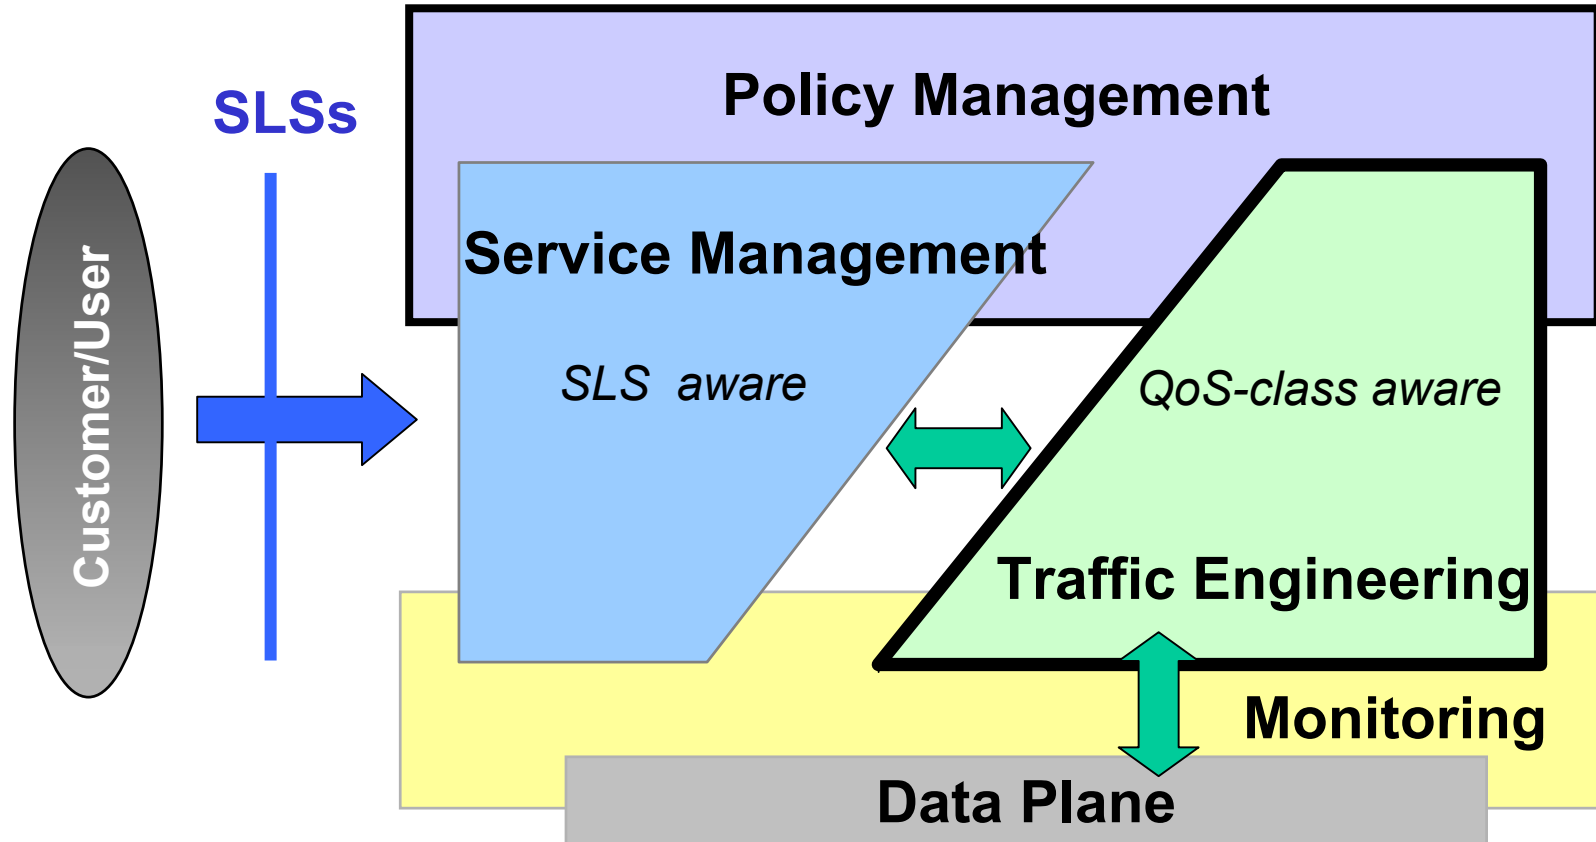 Policy Management
SLSs
Customer/User
Service Management
SLS aware
QoS-class aware
Traffic Engineering
Monitoring
Data Plane